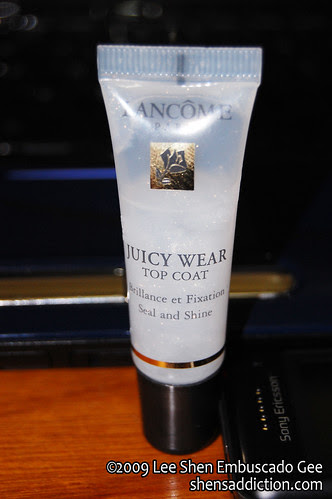 LANCÔME
PARIS
JUICY WEAR
TOP COAT
Brillance et Fixation
Seal and Shine
Sony Ericsson
©2009 Lee Shen Embuscado Gee
shensaddiction.com